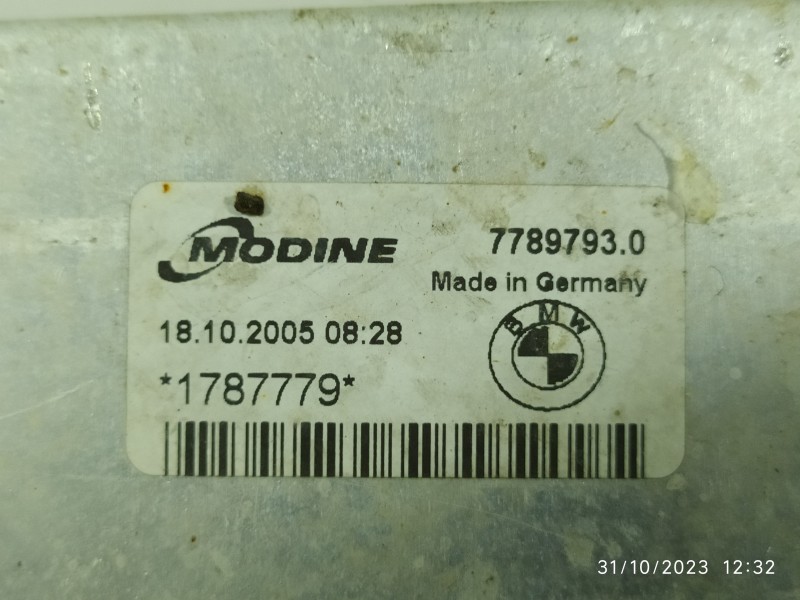 MODINE
7789793.0
Made in Germany
18.10.2005 08:28
BMW
*1787779*
31/10/2023 12:32